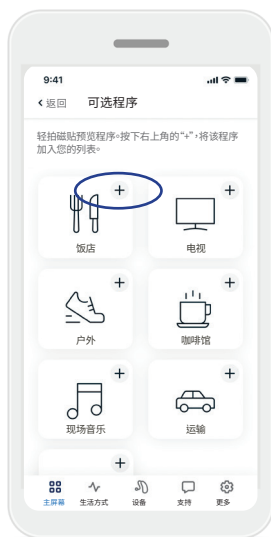 9:41
返回 可选程序
轻拍磁贴预览程序。按下右上角的“+”，将该程序
加入您的列表。
+ +
饭店 电视
+ +
户外 咖啡馆
+ +
现场音乐 运输
+
主屏幕 生活方式 设备 支持 更多